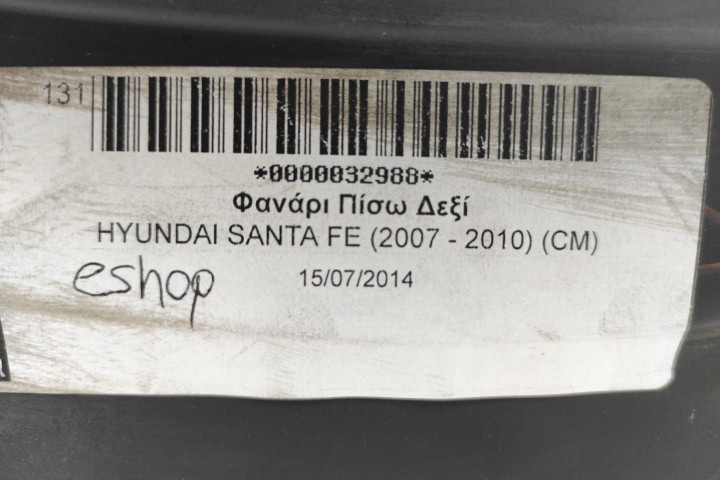 131
*0000032988*
Φανάρι Πίσω Δεξί
HYUNDAI SANTA FE (2007 - 2010) (CM)
eshop 15/07/2014